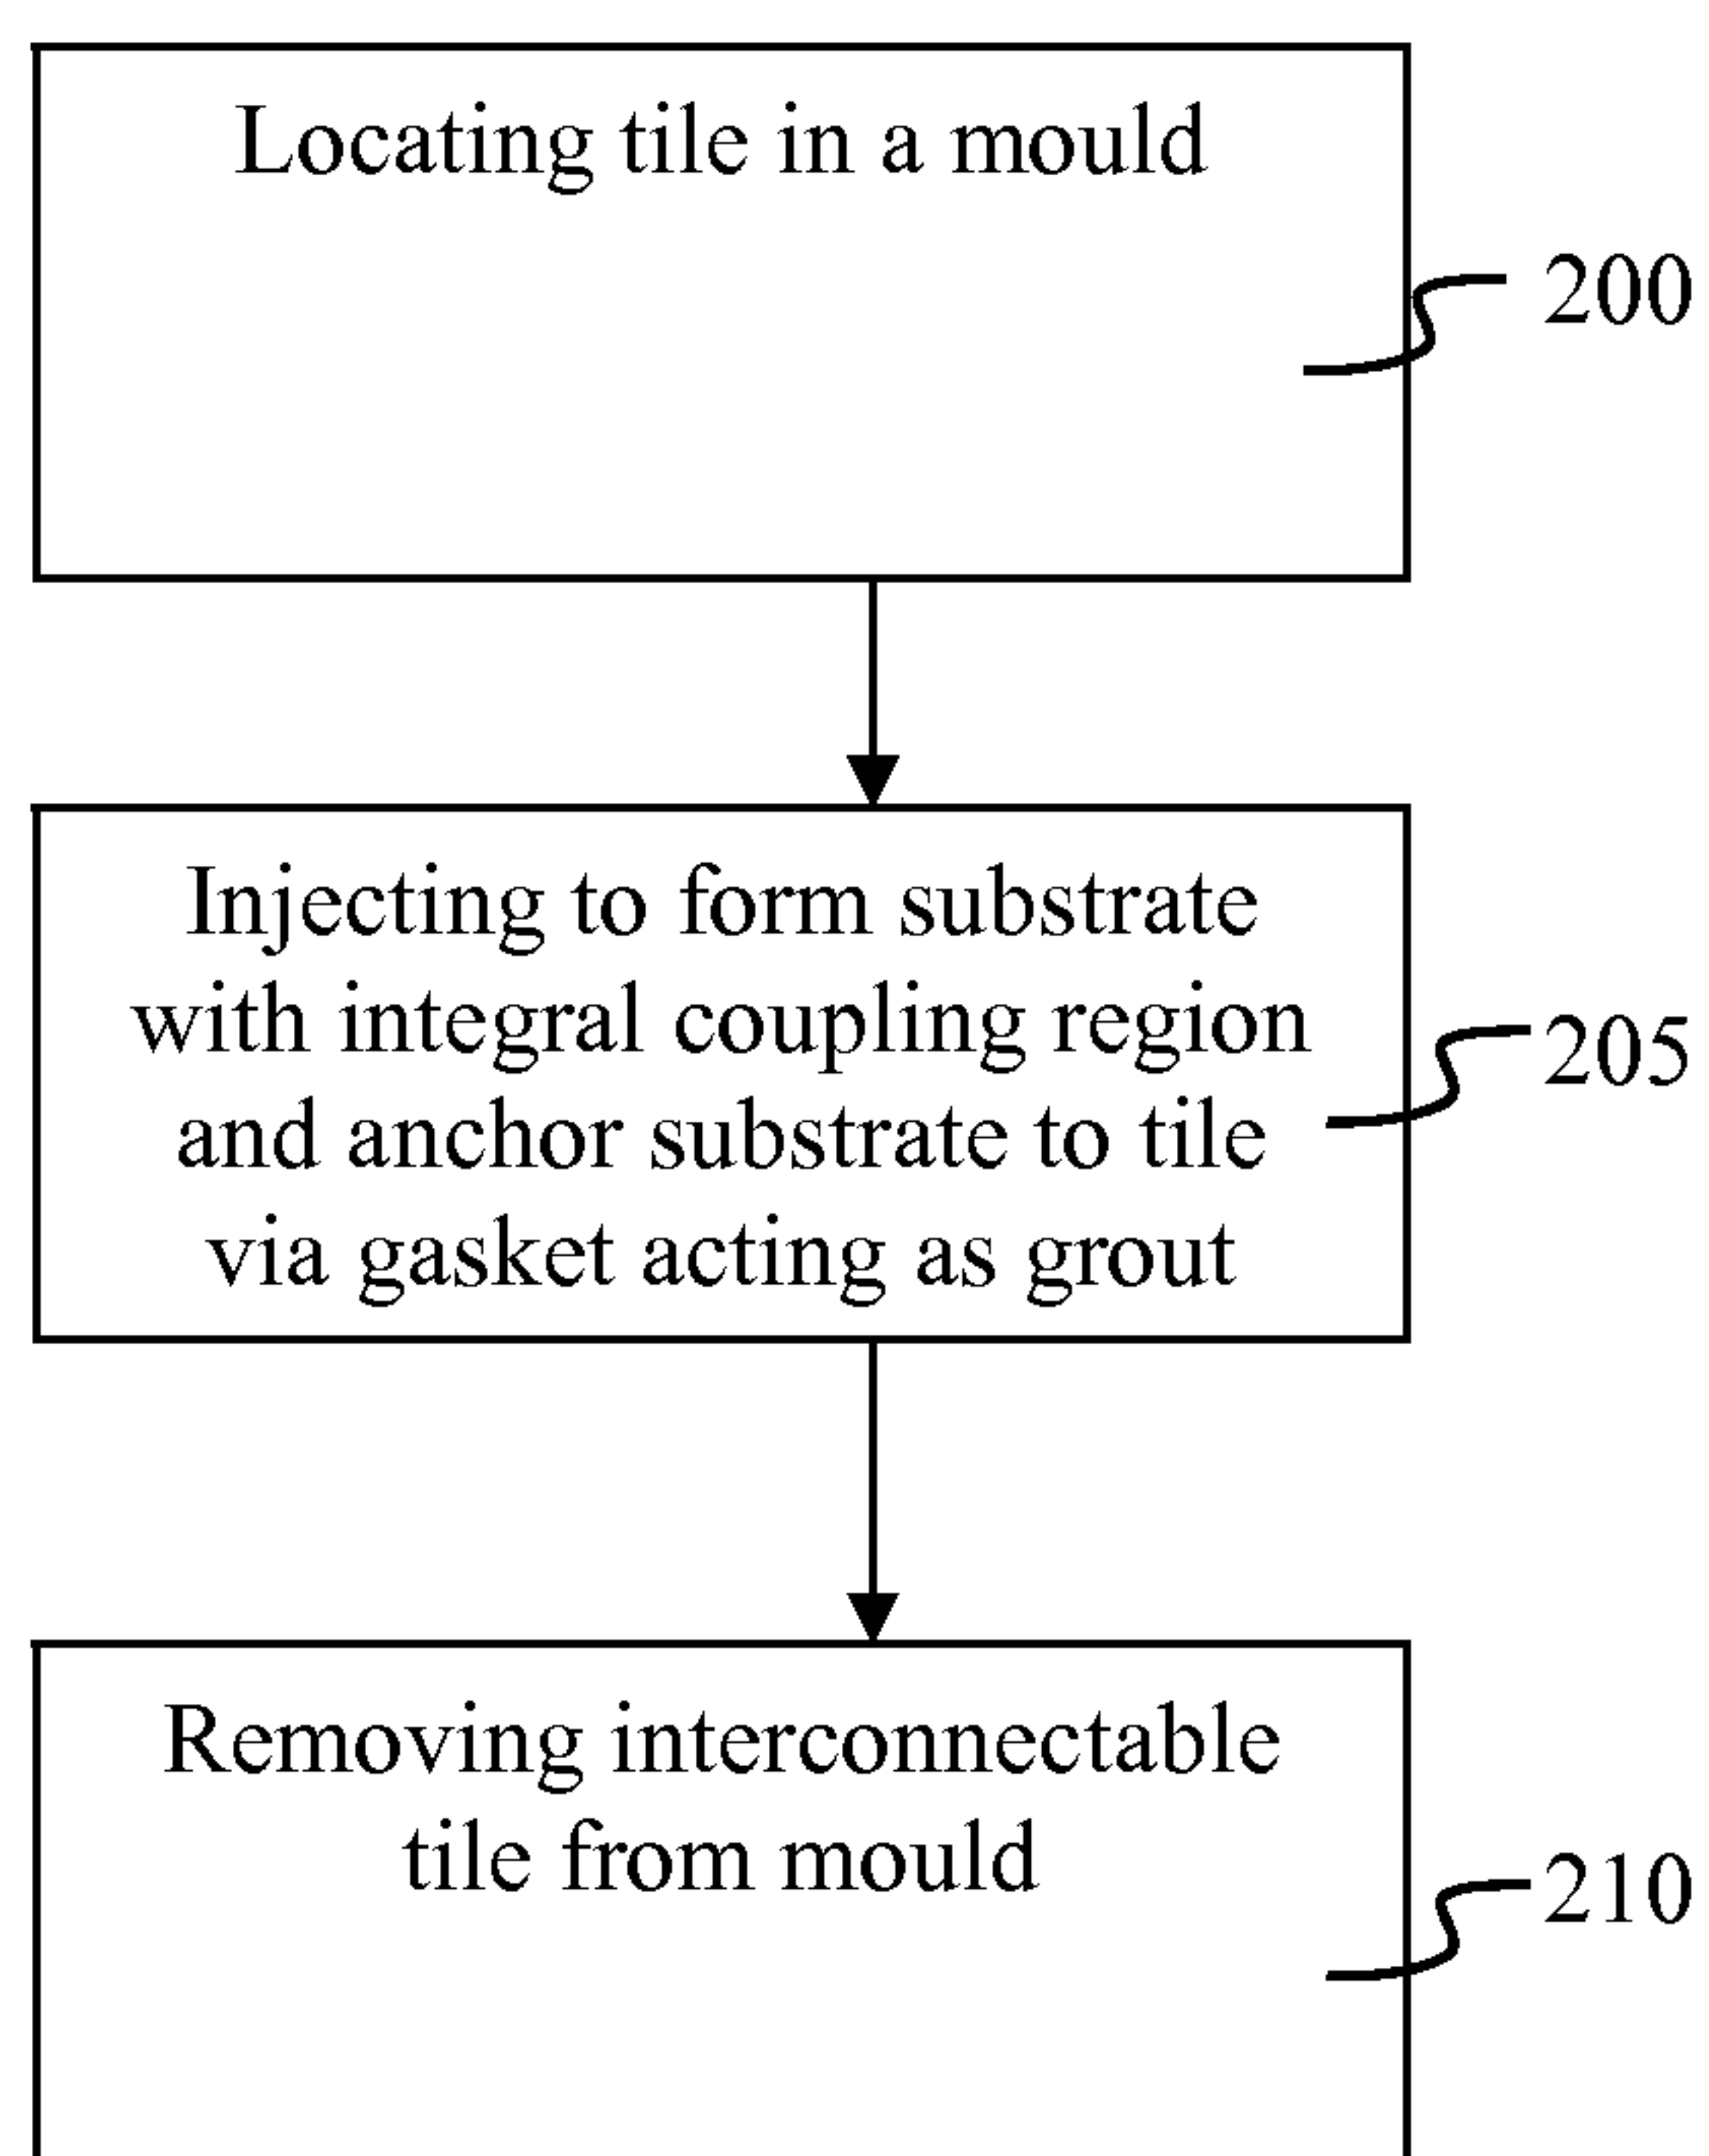 Locating tile in a mould
200
Injecting to form substrate
with integral coupling region
and anchor substrate to tile
via gasket acting as grout
205
Removing interconnectable
tile from mould
210